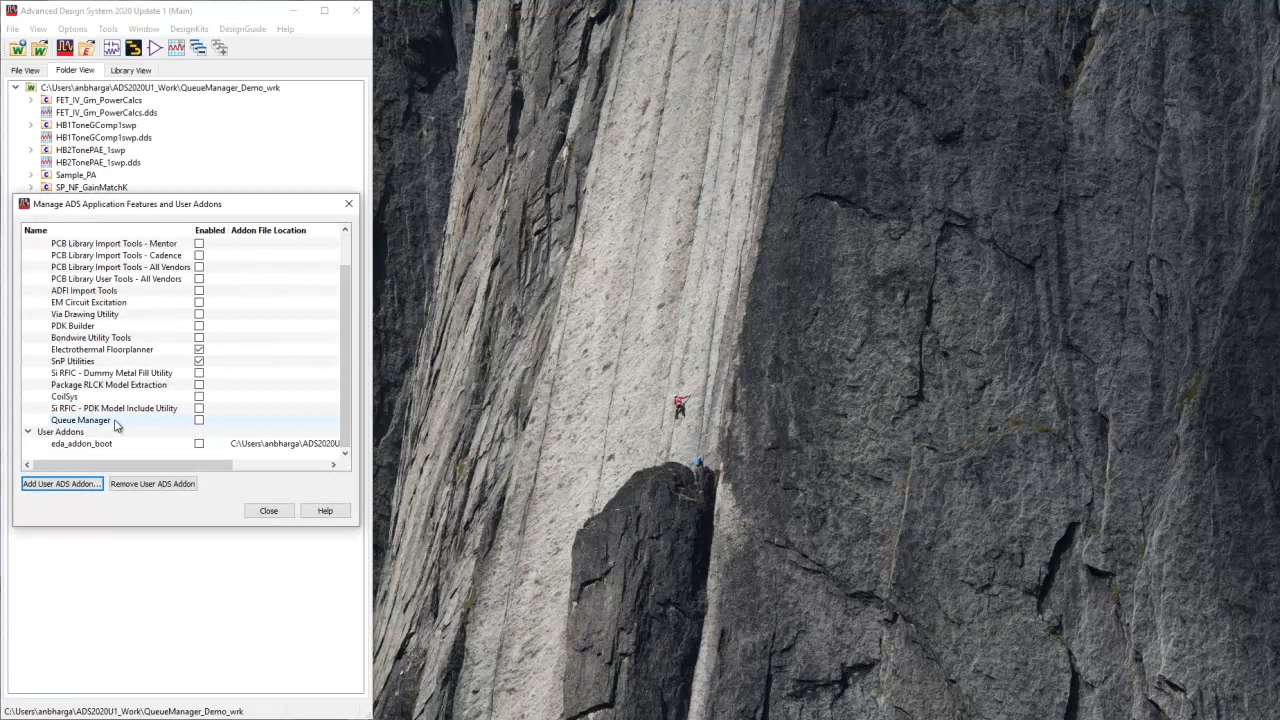 Advanced Design System 2020 Update 1 (Main)
File View Options Tools Window DesignKits DesignGuide Help
File View Folder View Library View
C:\Users\anbharga\ADS2020U1_Work\QueueManager_Demo_wrk
FET_IV_Gm_PowerCalcs
FET_IV_Gm_PowerCalcs.dds
HB1ToneGComp1swp
HB1ToneGComp1swp.dds
HB2TonePAE_1swp
HB2TonePAE_1swp.dds
Sample_PA
SP_NF_GainMatchK
Manage ADS Application Features and User Addons
Name Enabled Addon File Location
PCB Library Import Tools - Mentor
PCB Library Import Tools - Cadence
PCB Library Import Tools - All Vendors
PCB Library User Tools - All Vendors
ADFI Import Tools
EM Circuit Excitation
Via Drawing Utility
PDK Builder
Bondwire Utility Tools
Electrothermal Floorplanner
SnP Utilities
Si RFIC - Dummy Metal Fill Utility
Package RLCK Model Extraction
CoilSys
Si RFIC - PDK Model Include Utility
Queue Manager
User Addons
eda_addon_boot C:\Users\anbharga\ADS2020U
Add User ADS Addon... Remove User ADS Addon
Close Help
C:\Users\anbharga\ADS2020U1_Work\QueueManager_Demo_wrk